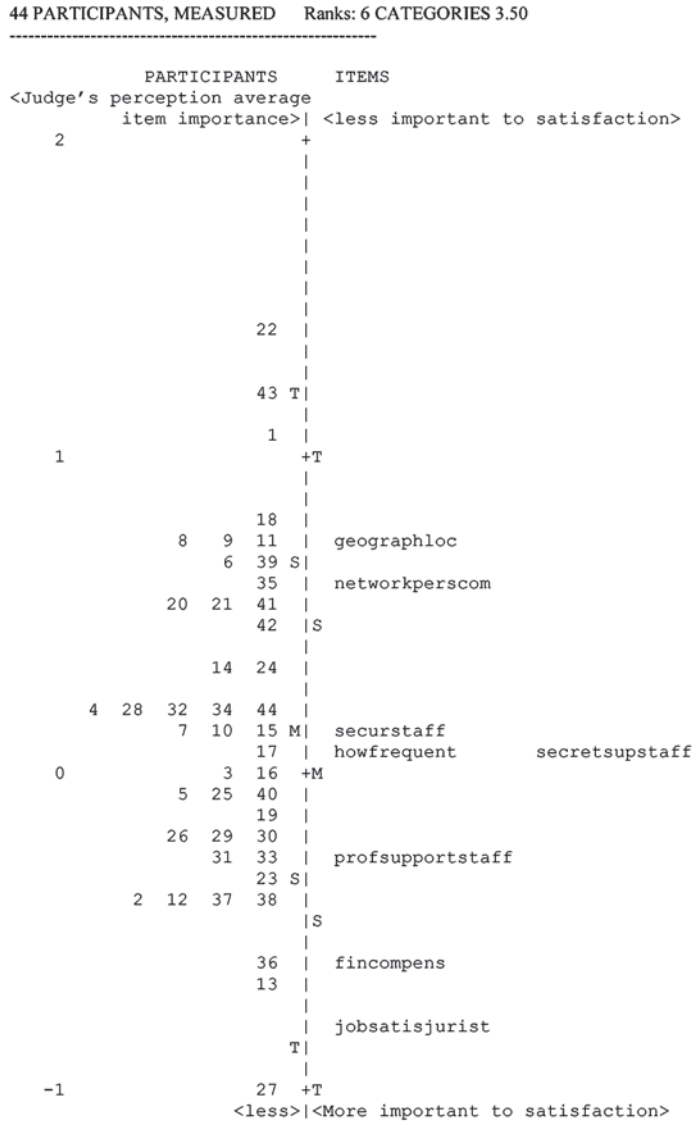 44 PARTICIPANTS, MEASURED Ranks: 6 CATEGORIES 3.50
-----------------------------------------------------------
PARTICIPANTS ITEMS
<Judge's perception average
item importance>| <less important to satisfaction>
2 +
|
|
|
|
|
|
|
|
22 |
|
|
43 T|
|
1 |
1 +T
|
|
18 |
8 9 11 | geographloc
6 39 S|
35 | networkperscom
20 21 41 |
42 |S
|
14 24 |
|
4 28 32 34 44 |
7 10 15 M| securstaff
17 | howfrequent secretsupstaff
0 3 16 +M
5 25 40 |
19 |
26 29 30 |
31 33 | profsupportstaff
23 S|
2 12 37 38 |
|S
|
36 | fincompens
13 |
|
| jobsatisjurist
T|
|
-1 27 +T
<less>|<More important to satisfaction>